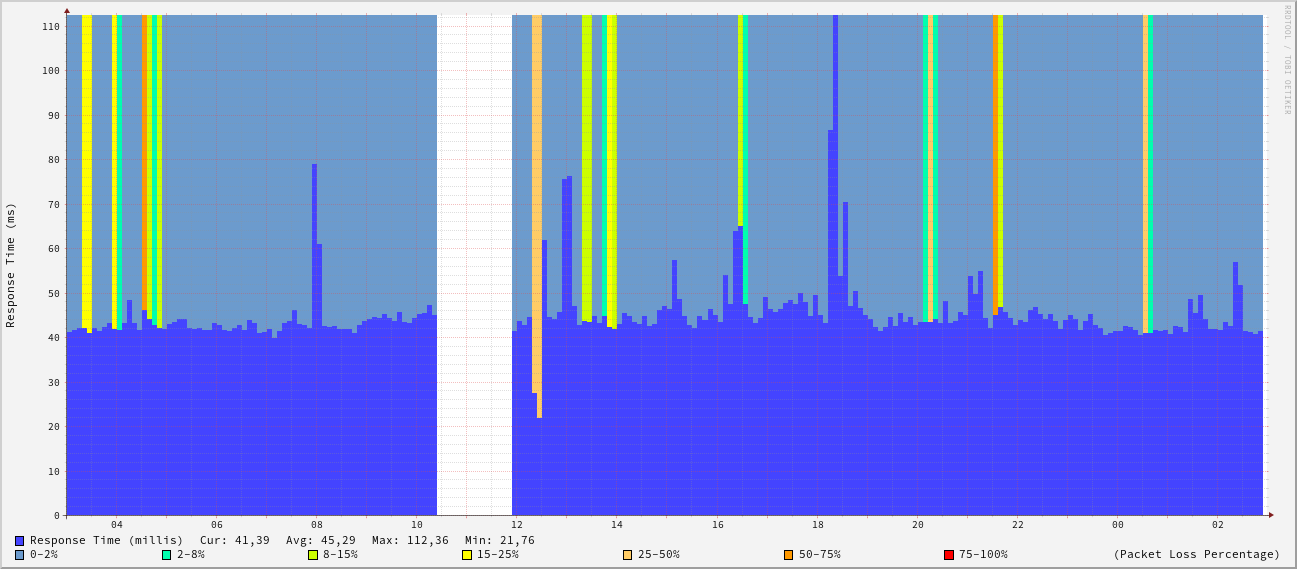 RRDTOOL / TOBI OETIKER
Response Time (ms)
110
100
90
80
70
60
50
40
30
20
10
0
04 06 08 10 12 14 16 18 20 22 00 02
Response Time (millis) Cur: 41,39 Avg: 45,29 Max: 112,36 Min: 21,76
0-2% 2-8% 8-15% 15-25% 25-50% 50-75% 75-100% (Packet Loss Percentage)